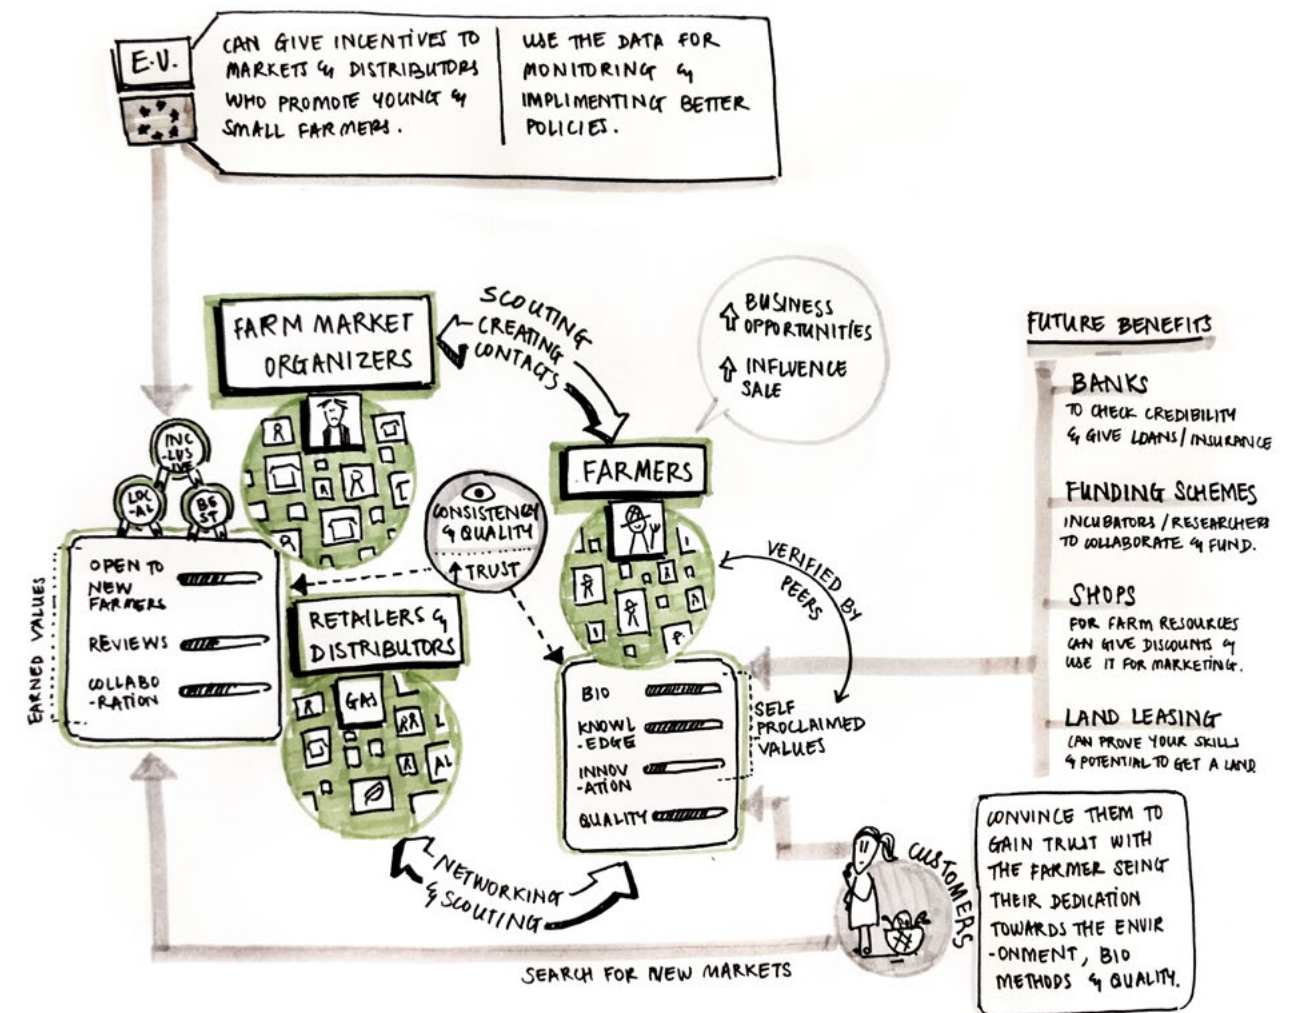 E.U.
CAN GIVE INCENTIVES TO
MARKETS & DISTRIBUTORS
WHO PROMOTE YOUNG &
SMALL FARMERS.
USE THE DATA FOR
MONITORING &
IMPLIMENTING BETTER
POLICIES.
FARM MARKET
ORGANIZERS
SCOUTING
CREATING
CONTACTS
BUSINESS
OPPORTUNITIES
INFLUENCE
SALE
INC
-LUS
IVE
LOC
-AL
BE
ST
EARNED VALUES
OPEN TO
NEW
FARMERS
REVIEWS
COLLABO
-RATION
CONSISTENCY
& QUALITY
TRUST
RETAILERS &
DISTRIBUTORS
GAS
RR
AL
FARMERS
VERIFIED BY
PEERS
BIO
KNOWL
-EDGE
INNOV
-ATION
QUALITY
SELF
PROCLAIMED
VALUES
NETWORKING
& SCOUTING
SEARCH FOR NEW MARKETS
CUSTOMERS
FUTURE BENEFITS
BANKS
TO CHECK CREDIBILITY
& GIVE LOANS/INSURANCE
FUNDING SCHEMES
INCUBATORS/RESEARCHERS
TO COLLABORATE & FUND.
SHOPS
FOR FARM RESOURCES
CAN GIVE DISCOUNTS &
USE IT FOR MARKETING.
LAND LEASING
CAN PROVE YOUR SKILLS
& POTENTIAL TO GET A LAND
CONVINCE THEM TO
GAIN TRUST WITH
THE FARMER SEING
THEIR DEDICATION
TOWARDS THE ENVIR
-ONMENT, BIO
METHODS & QUALITY.